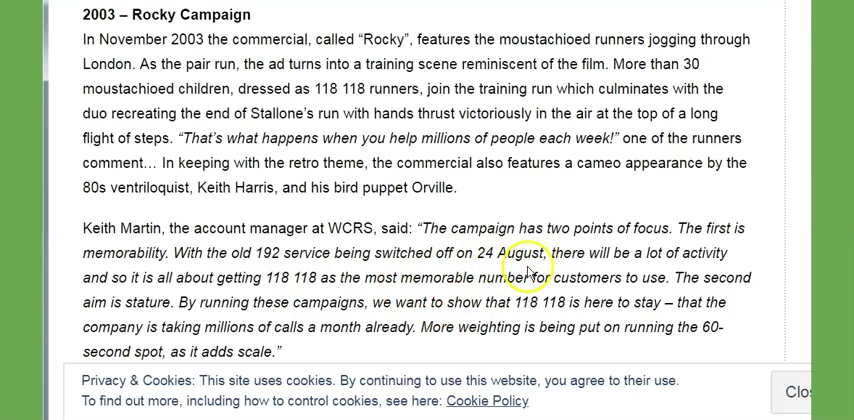 2003 – Rocky Campaign
In November 2003 the commercial, called “Rocky”, features the moustachioed runners jogging through
London. As the pair run, the ad turns into a training scene reminiscent of the film. More than 30
moustachioed children, dressed as 118 118 runners, join the training run which culminates with the
duo recreating the end of Stallone’s run with hands thrust victoriously in the air at the top of a long
flight of steps. “That’s what happens when you help millions of people each week!” one of the runners
comment… In keeping with the retro theme, the commercial also features a cameo appearance by the
80s ventriloquist, Keith Harris, and his bird puppet Orville.
Keith Martin, the account manager at WCRS, said: “The campaign has two points of focus. The first is
memorability. With the old 192 service being switched off on 24 August, there will be a lot of activity
and so it is all about getting 118 118 as the most memorable number for customers to use. The second
aim is stature. By running these campaigns, we want to show that 118 118 is here to stay – that the
company is taking millions of calls a month already. More weighting is being put on running the 60-
second spot, as it adds scale.”
Privacy & Cookies: This site uses cookies. By continuing to use this website, you agree to their use.
To find out more, including how to control cookies, see here: Cookie Policy